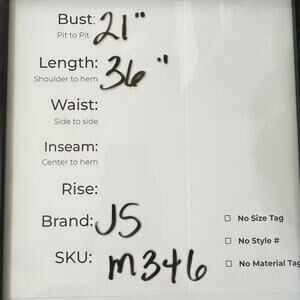 Bust: 21"
Pit to Pit
Length: 36"
Shoulder to hem
Waist:
Side to side
Inseam:
Center to hem
Rise:
Brand: JS
No Size Tag
No Style #
SKU: M346
No Material Tag